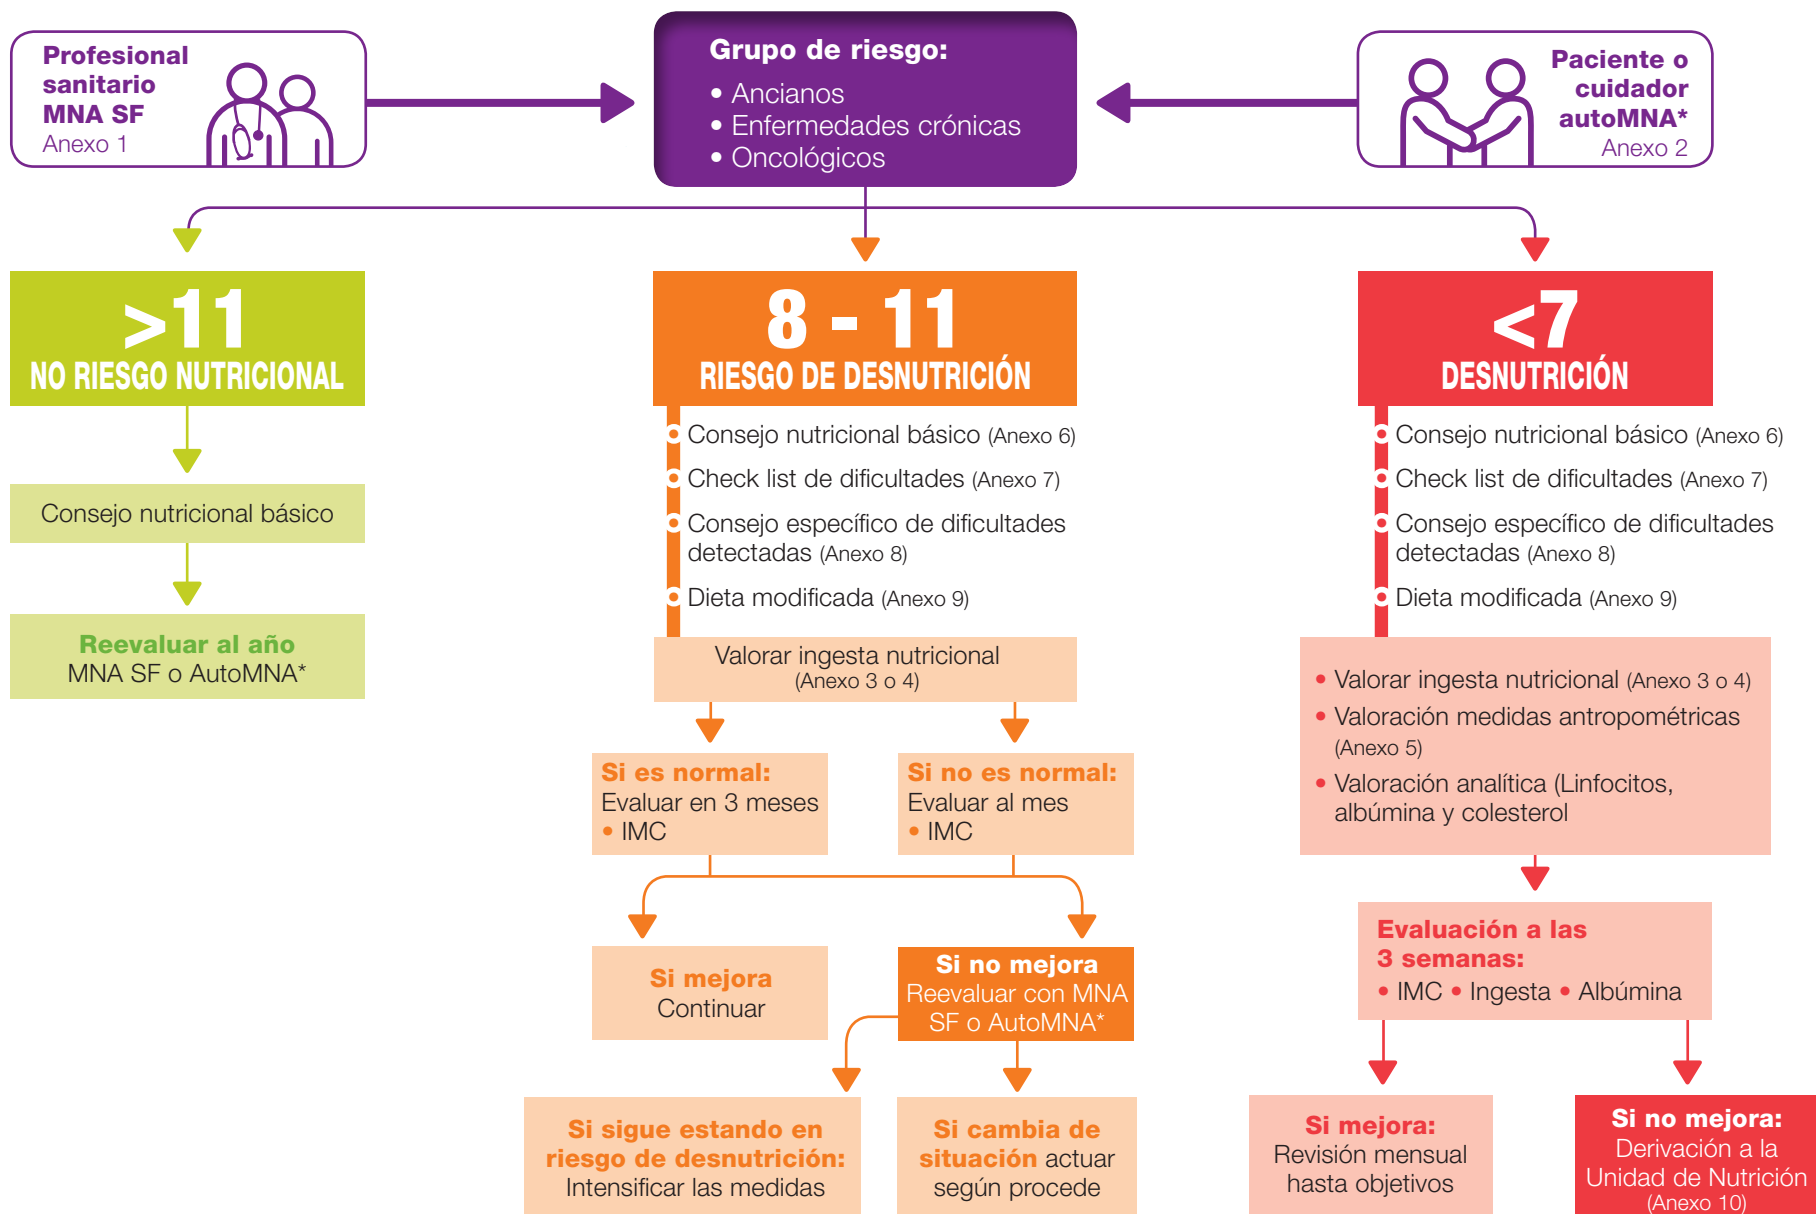 Profesional
sanitario
MNA SF
Anexo 1
Grupo de riesgo:
• Ancianos
• Enfermedades crónicas
• Oncológicos
Paciente o
cuidador
autoMNA*
Anexo 2
>11
NO RIESGO NUTRICIONAL
Consejo nutricional básico
Reevaluar al año
MNA SF o AutoMNA*
8 - 11
RIESGO DE DESNUTRICIÓN
Consejo nutricional básico (Anexo 6)
Check list de dificultades (Anexo 7)
Consejo específico de dificultades
detectadas (Anexo 8)
Dieta modificada (Anexo 9)
Valorar ingesta nutricional
(Anexo 3 o 4)
Si es normal:
Evaluar en 3 meses
• IMC
Si no es normal:
Evaluar al mes
• IMC
Si mejora
Continuar
Si no mejora
Reevaluar con MNA
SF o AutoMNA*
Si sigue estando en
riesgo de desnutrición:
Intensificar las medidas
Si cambia de
situación actuar
según procede
<7
DESNUTRICIÓN
Consejo nutricional básico (Anexo 6)
Check list de dificultades (Anexo 7)
Consejo específico de dificultades
detectadas (Anexo 8)
Dieta modificada (Anexo 9)
• Valorar ingesta nutricional (Anexo 3 o 4)
• Valoración medidas antropométricas
(Anexo 5)
• Valoración analítica (Linfocitos,
albúmina y colesterol
Evaluación a las
3 semanas:
• IMC • Ingesta • Albúmina
Si mejora:
Revisión mensual
hasta objetivos
Si no mejora:
Derivación a la
Unidad de Nutrición
(Anexo 10)